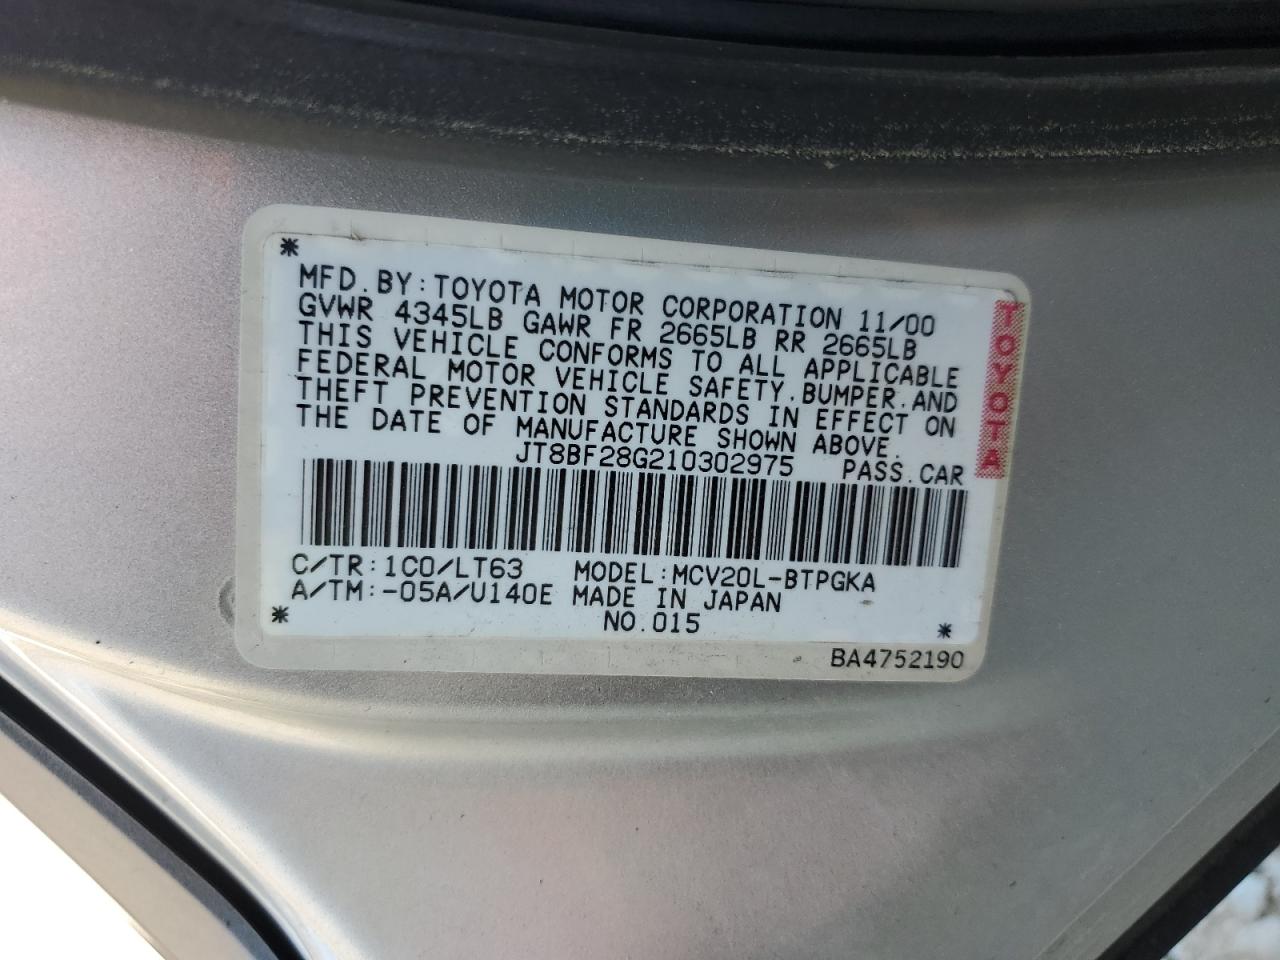 MFD.BY:TOYOTA MOTOR CORPORATION 11/00
GVWR 4345LB GAWR FR 2665LB RR 2665LB
THIS VEHICLE CONFORMS TO ALL APPLICABLE
FEDERAL MOTOR VEHICLE SAFETY,BUMPER,AND
THEFT PREVENTION STANDARDS IN EFFECT ON
THE DATE OF MANUFACTURE SHOWN ABOVE.
JT8BF28G210302975 PASS.CAR
C/TR:1C0/LT63 MODEL:MCV20L-BTPGKA
A/TM:-05A/U140E MADE IN JAPAN
NO.015
BA4752190
TOYOTA